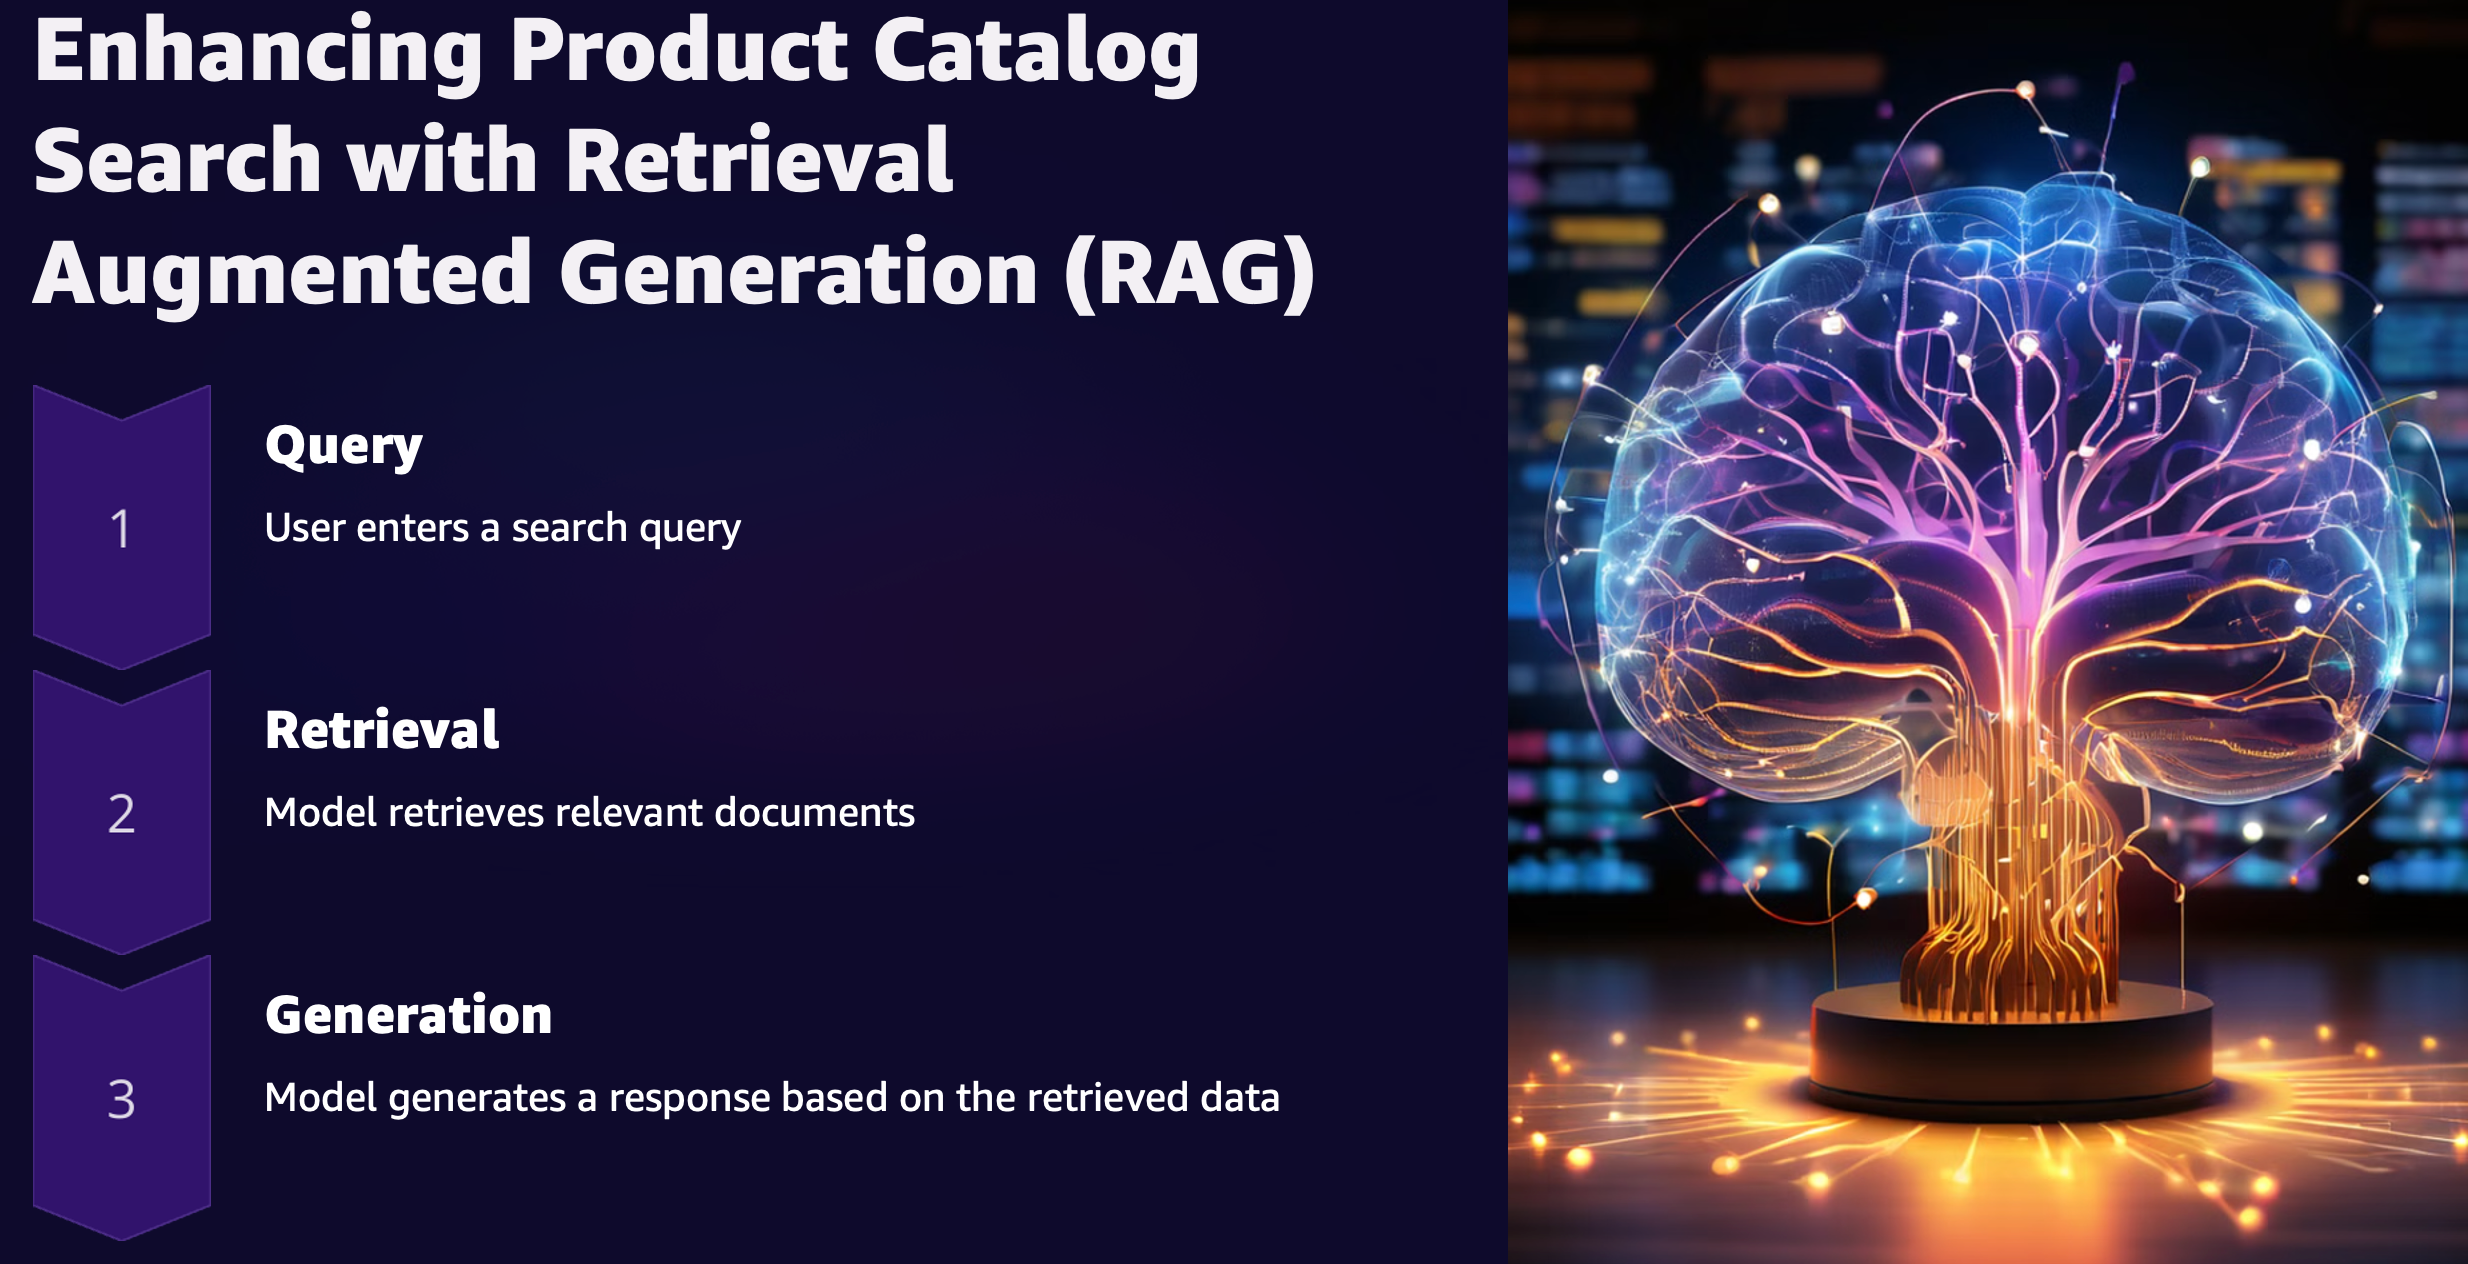 Enhancing Product Catalog
Search with Retrieval
Augmented Generation (RAG)
1
Query
User enters a search query
2
Retrieval
Model retrieves relevant documents
3
Generation
Model generates a response based on the retrieved data